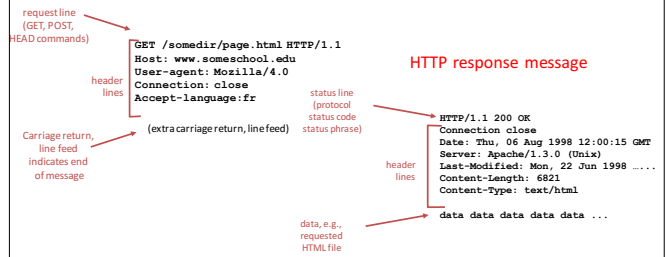 request line
(GET, POST,
HEAD commands)
GET /somedir/page.html HTTP/1.1
Host: www.someschool.edu
User-agent: Mozilla/4.0
Connection: close
Accept-language:fr
header
lines
Carriage return,
line feed
indicates end
of message
(extra carriage return, line feed)
HTTP response message
status line
(protocol
status code
status phrase)
HTTP/1.1 200 OK
Connection close
Date: Thu, 06 Aug 1998 12:00:15 GMT
Server: Apache/1.3.0 (Unix)
Last-Modified: Mon, 22 Jun 1998 …...
Content-Length: 6821
Content-Type: text/html
header
lines
data data data data data ...
data, e.g.,
requested
HTML file